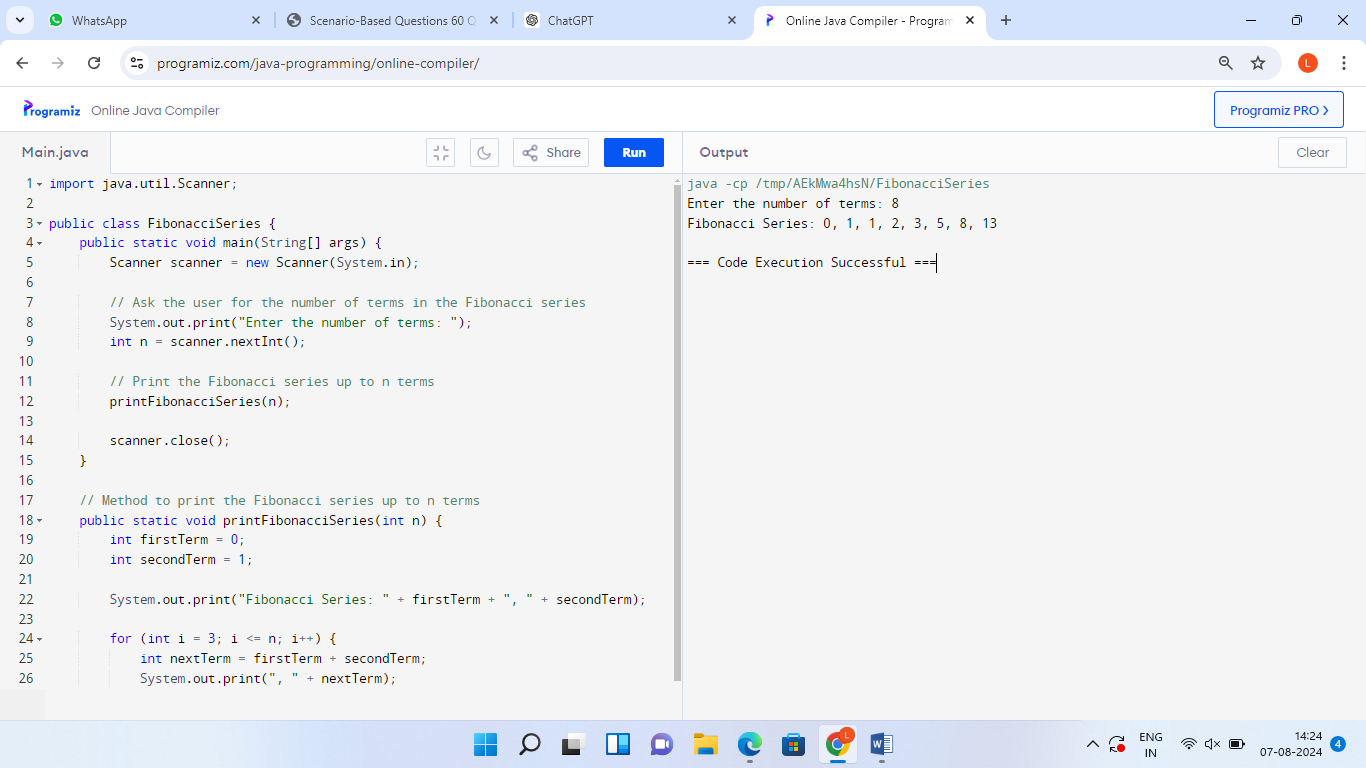 WhatsApp
Scenario-Based Questions 60 Q
ChatGPT
Online Java Compiler - Program
programiz.com/java-programming/online-compiler/
L
Programiz
Online Java Compiler
Programiz PRO
Main.java
Share
Run
Output
Clear
1 import java.util.Scanner;
2
3 public class FibonacciSeries {
4     public static void main(String[] args) {
5         Scanner scanner = new Scanner(System.in);
6
7         // Ask the user for the number of terms in the Fibonacci series
8         System.out.print("Enter the number of terms: ");
9         int n = scanner.nextInt();
10
11         // Print the Fibonacci series up to n terms
12         printFibonacciSeries(n);
13
14         scanner.close();
15     }
16
17     // Method to print the Fibonacci series up to n terms
18     public static void printFibonacciSeries(int n) {
19         int firstTerm = 0;
20         int secondTerm = 1;
21
22         System.out.print("Fibonacci Series: " + firstTerm + ", " + secondTerm);
23
24         for (int i = 3; i <= n; i++) {
25             int nextTerm = firstTerm + secondTerm;
26             System.out.print(", " + nextTerm);
java -cp /tmp/AEkMwa4hsN/FibonacciSeries
Enter the number of terms: 8
Fibonacci Series: 0, 1, 1, 2, 3, 5, 8, 13
=== Code Execution Successful ===
L
ENG
IN
14:24
07-08-2024
4